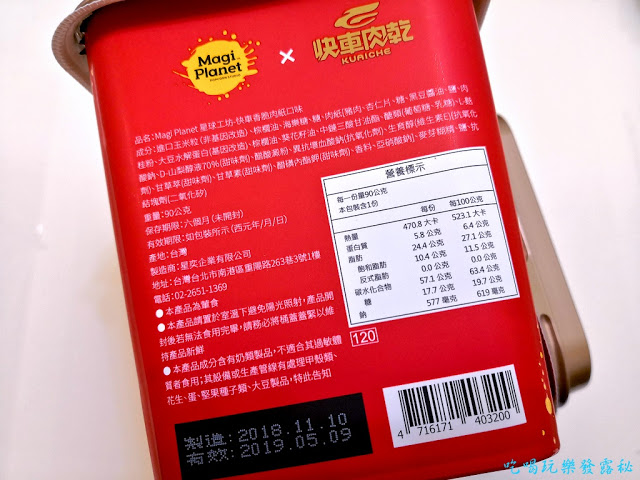 Magi
Planet
×
快車肉乾
KUAICHE
品名:Magi Planet 星球工坊-快車香脆肉紙口味
成分:進口玉米粒(非基因改造)、棕櫚油、海樂糖、糖、肉紙[豬肉、杏仁片、糖、黑豆醬油、鹽、肉
桂粉、大豆水解蛋白(基因改造)、棕櫚油、葵花籽油、中鏈三酸甘油酯、醣類(葡萄糖、乳糖)、L-麩
酸鈉、D-山梨醇液70%(甜味劑)、醋酸澱粉、異抗壞血酸鈉(抗氧化劑)、生育醇(維生素E)(抗氧化
劑)、甘草萃(甜味劑)、甘草素(甜味劑)、醋磺內酯鉀(甜味劑)、香料、亞硝酸鈉]、麥芽糊精、鹽、抗
結塊劑(二氧化矽)
重量:90公克
保存期限:六個月(未開封)
有效期限:如包裝所示(西元年/月/日)
產地:台灣
製造商:星奕企業有限公司
地址:台灣台北市南港區重陽路263巷3號1樓
電話:02-2651-1369
●本產品為葷食
●本產品請置於室溫下避免陽光照射,產品開
封後若無法食用完畢,請務必將桶蓋蓋緊以維
持產品新鮮
●本產品成分含有奶類製品,不適合其過敏體
質者食用;其設備或生產管線有處理甲殼類、
花生、蛋、堅果種子類、大豆製品,特此告知
營養標示
每一份量90公克
本包裝含1份
每份 每100公克
熱量 470.8 大卡 523.1 大卡
蛋白質 5.8 公克 6.4 公克
脂肪 24.4 公克 27.1 公克
飽和脂肪 10.4 公克 11.5 公克
反式脂肪 0.0 公克 0.0 公克
碳水化合物 57.1 公克 63.4 公克
糖 17.7 公克 19.7 公克
鈉 577 毫克 619 毫克
120
製造:2018.11.10
有效:2019.05.09
4 716171 403200
吃喝玩樂發露秘